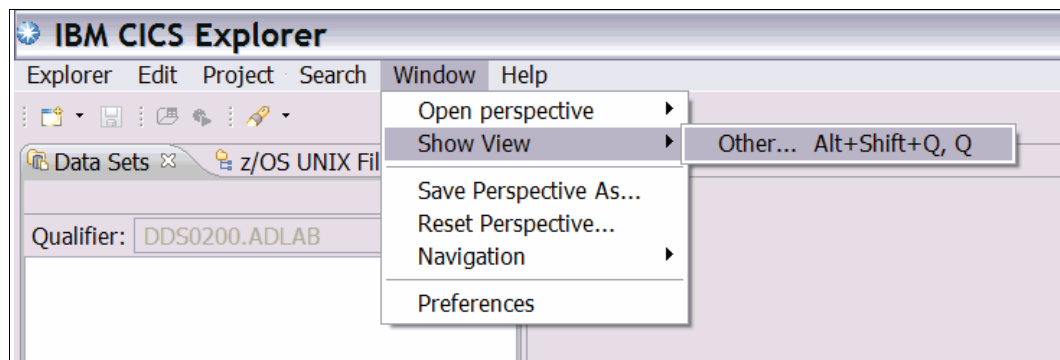 IBM CICS Explorer
Explorer Edit Project Search Window Help
Open perspective
Show View
Other... Alt+Shift+Q, Q
Data Sets z/OS UNIX Fil
Save Perspective As...
Qualifier: DDS0200.ADLAB
Reset Perspective...
Navigation
Preferences